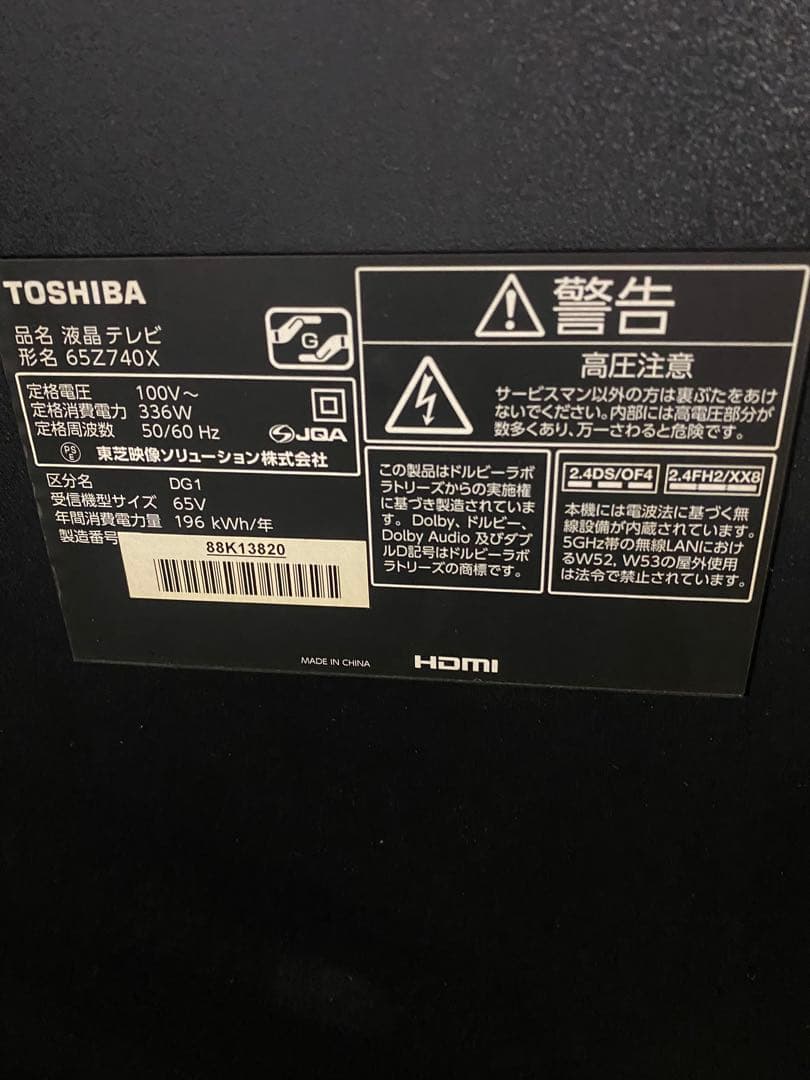 TOSHIBA
品名 液晶テレビ
形名 65Z740X
G
定格電圧 100V～
定格消費電力 336W
定格周波数 50/60 Hz
JQA
PS
E
東芝映像ソリューション株式会社
区分名 DG1
受信機型サイズ 65V
年間消費電力量 196 kWh/年
製造番号
88K13820
警告
高圧注意
サービスマン以外の方は裏ぶたをあけ
ないでください。内部には高電圧部分が
数多くあり、万一さわると危険です。
この製品はドルビーラボ
ラトリーズからの実施権
に基づき製造されていま
す。Dolby、ドルビー、
Dolby Audio 及びダブ
ルD記号はドルビーラボ
ラトリーズの商標です。
2.4DS/OF4
2.4FH2/XX8
本機には電波法に基づく無
線設備が内蔵されています。
5GHz帯の無線LANにおけ
るW52, W53の屋外使用
は法令で禁止されています。
MADE IN CHINA
HDMI